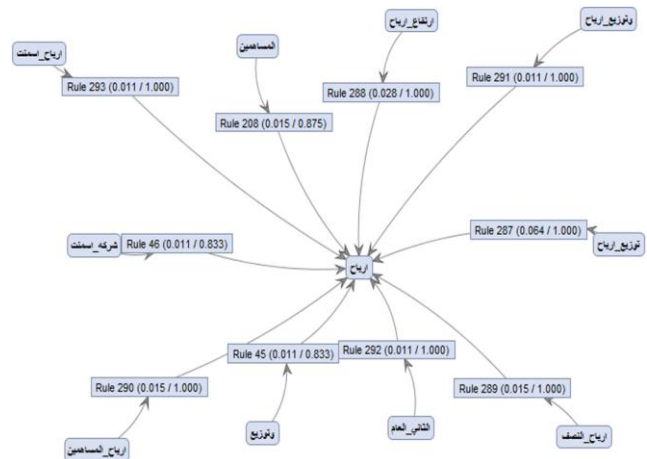 ارتفاع_ارباح
وتوزيع_ارباح
المساهمين
ارباح_اسمنت
Rule 293 (0.011 / 1.000)
Rule 288 (0.028 / 1.000)
Rule 291 (0.011 / 1.000)
Rule 208 (0.015 / 0.875)
شركه_اسمنت
Rule 46 (0.011 / 0.833)
Rule 287 (0.064 / 1.000)
توزيع_ارباح
ارباح
Rule 45 (0.011 / 0.833)
Rule 292 (0.011 / 1.000)
Rule 290 (0.015 / 1.000)
Rule 289 (0.015 / 1.000)
ارباح_المساهمين
وتوزيع
الثاني_العام
ارباح_النصف